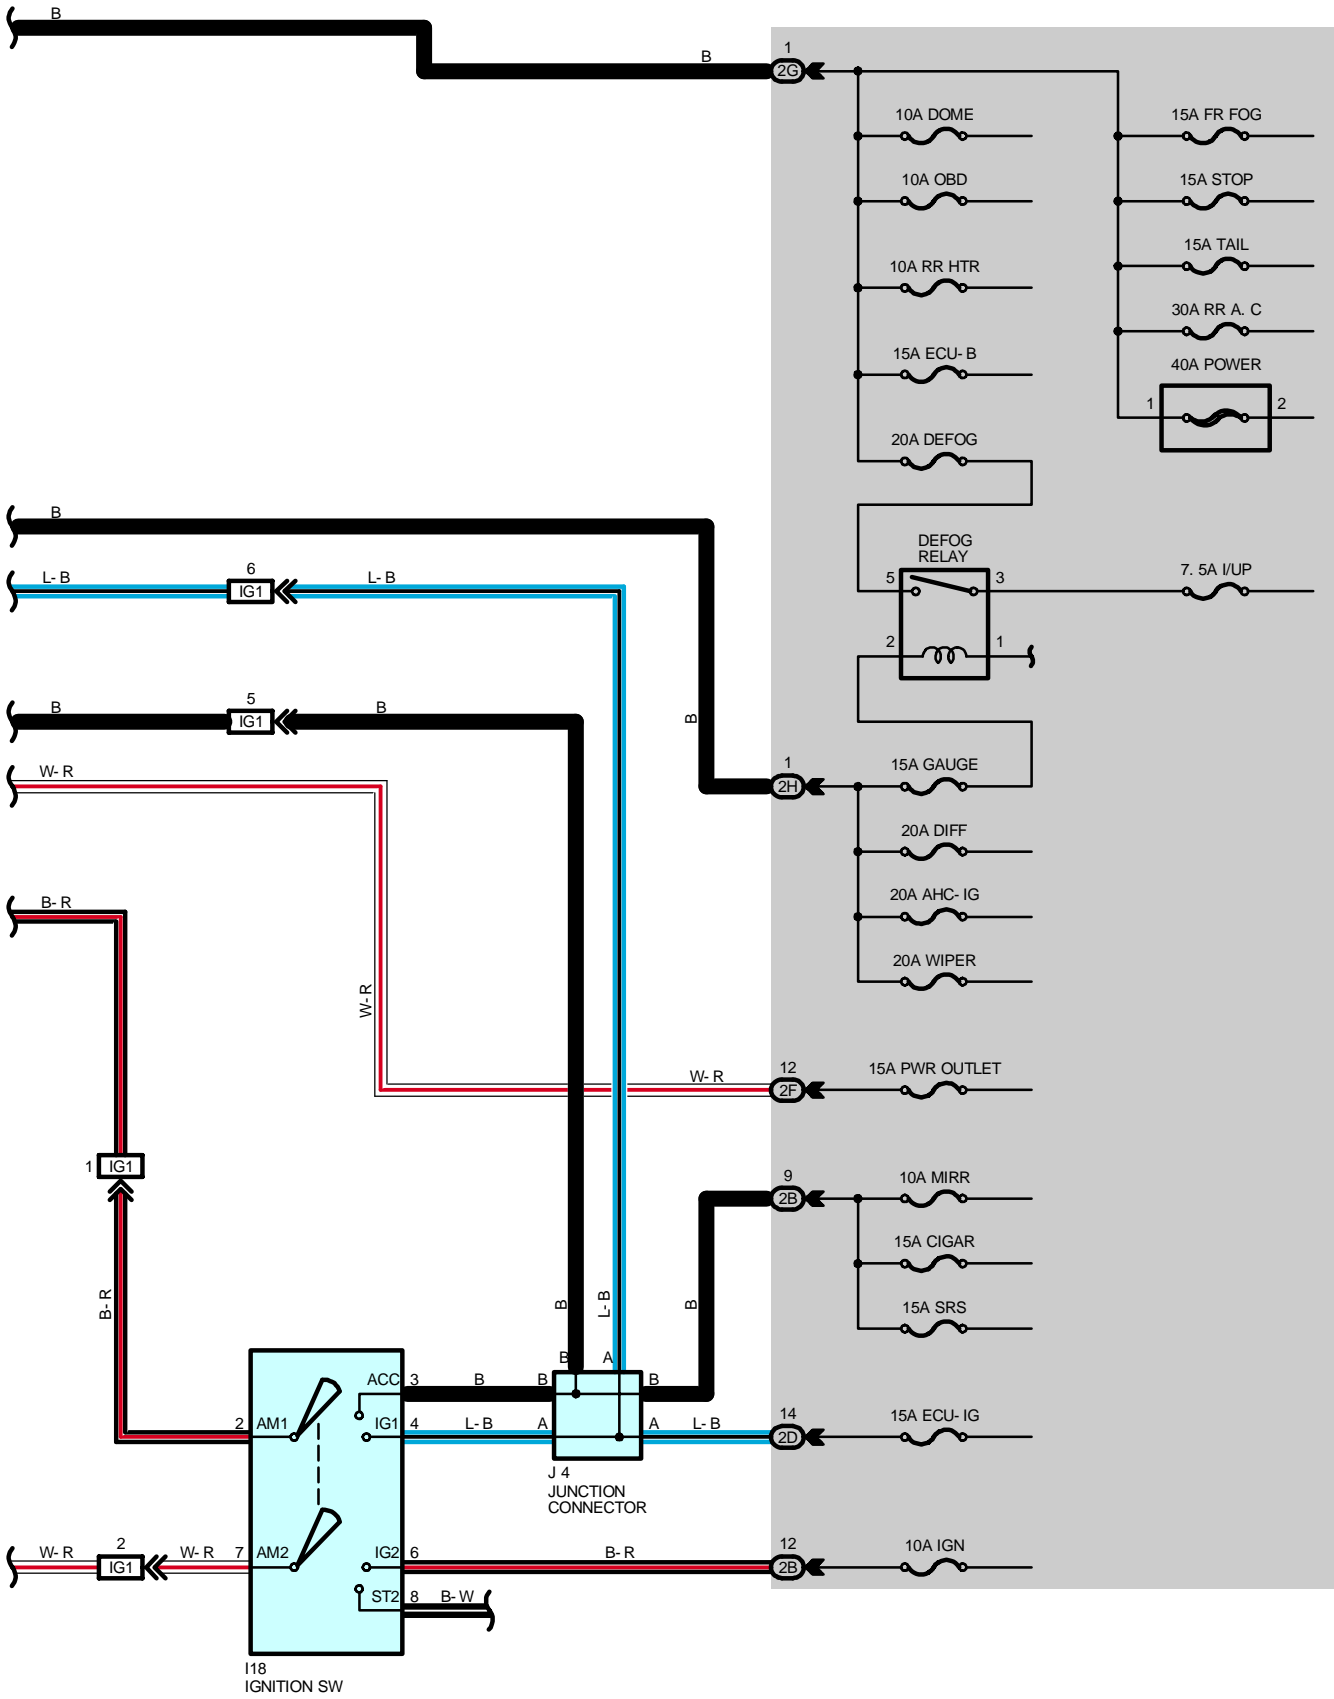 B
B
1
2G
10A DOME
15A FR FOG
10A OBD
15A STOP
15A TAIL
10A RR HTR
30A RR A. C
15A ECU- B
40A POWER
1
2
20A DEFOG
B
DEFOG
RELAY
L- B
6
IG1
L- B
5
3
7. 5A I/UP
2
1
B
5
IG1
B
B
W- R
1
2H
15A GAUGE
20A DIFF
B- R
20A AHC- IG
20A WIPER
W- R
W- R
12
2F
15A PWR OUTLET
1
IG1
9
2B
10A MIRR
15A CIGAR
B- R
B
L- B
B
15A SRS
B
A
ACC
3
B
B
B
2
AM1
IG1
4
L- B
A
A
L- B
14
2D
15A ECU- IG
J 4
JUNCTION
CONNECTOR
W- R
2
IG1
W- R
7
AM2
IG2
6
B- R
12
2B
10A IGN
ST2
8
B- W
I18
IGNITION SW